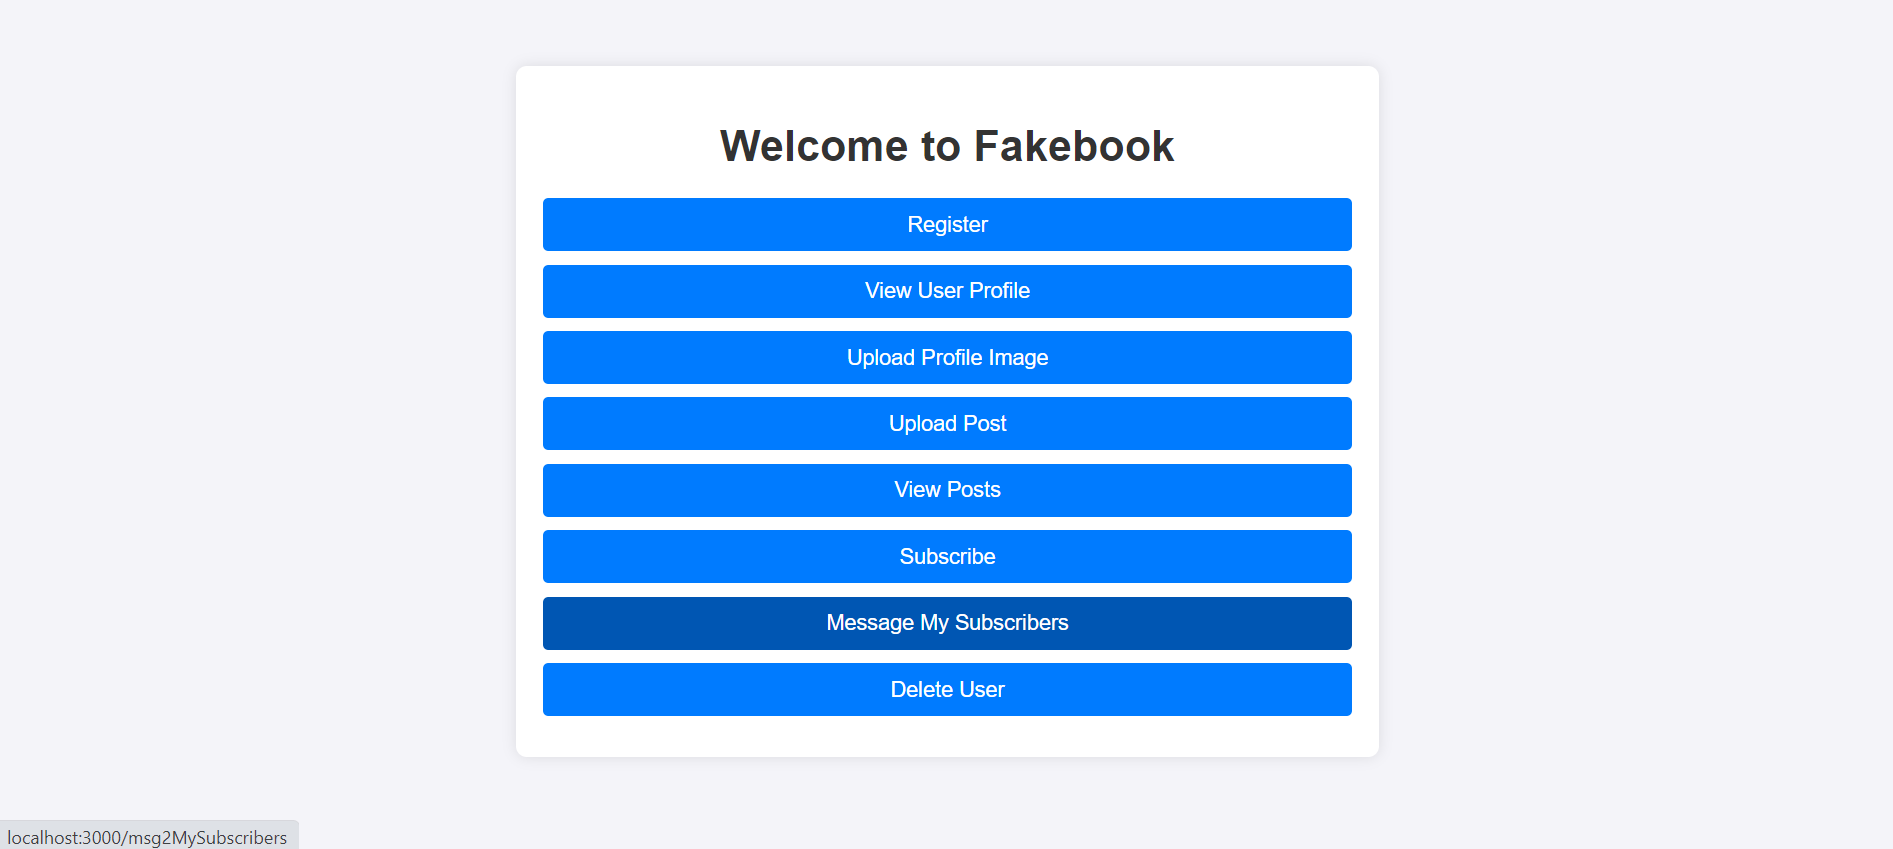 Welcome to Fakebook
Register
View User Profile
Upload Profile Image
Upload Post
View Posts
Subscribe
Message My Subscribers
Delete User
localhost:3000/msg2MySubscribers